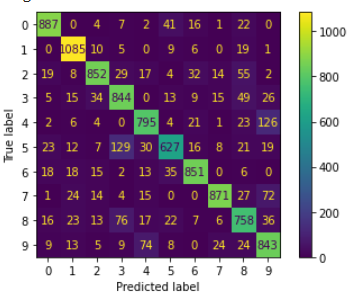 0 887 0 4 7 2 41 16 1 22 0
1 0 1085 10 5 0 9 6 0 19 1
2 19 8 852 29 17 4 32 14 55 2
3 5 15 34 844 0 13 9 15 49 26
4 2 6 4 0 795 4 21 1 23 126
5 23 12 7 129 30 627 16 8 21 19
6 18 18 15 2 13 35 851 0 6 0
7 1 24 14 4 15 0 0 871 27 72
8 16 23 13 76 17 22 7 6 758 36
9 9 13 5 9 74 8 0 24 24 843
0 1 2 3 4 5 6 7 8 9
Predicted label
True label
1000
800
600
400
200
0